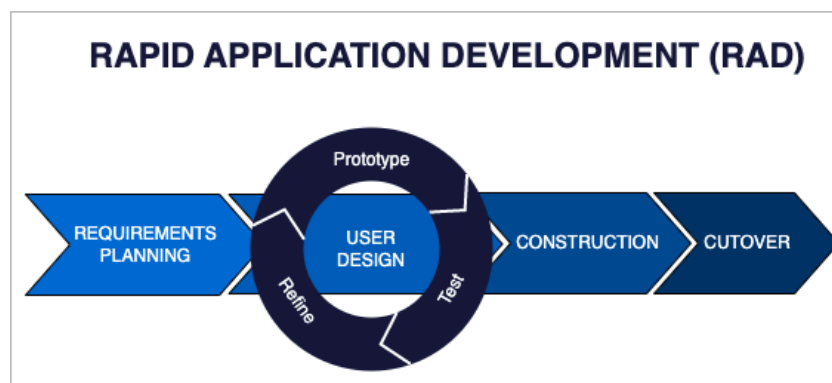 RAPID APPLICATION DEVELOPMENT (RAD)
Prototype
REQUIREMENTS
PLANNING
USER
DESIGN
CONSTRUCTION
CUTOVER
Refine
Test